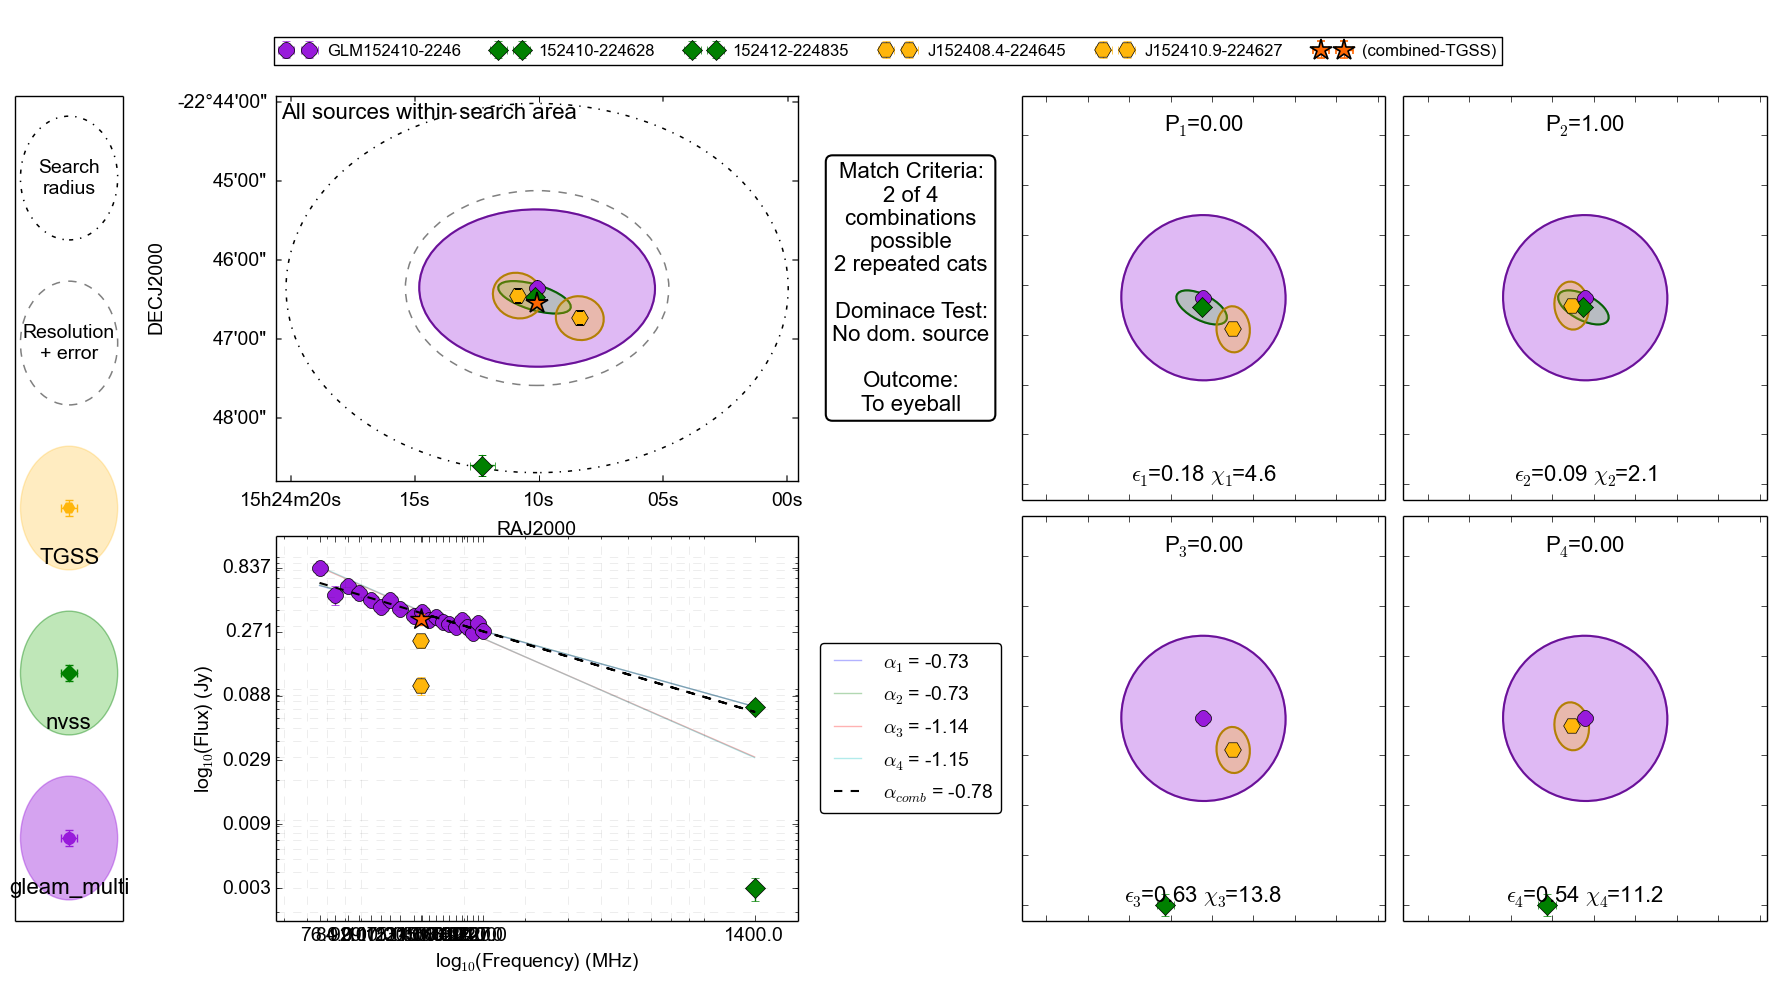 GLM152410-2246 152410-224628 152412-224835 J152408.4-224645 J152410.9-224627 (combined-TGSS)
Search
radius
Resolution
+ error
TGSS
nvss
gleam_multi
All sources within search area
DECJ2000
-22°44'00"
45'00"
46'00"
47'00"
48'00"
15h24m20s 15s 10s 05s 00s
RAJ2000
Match Criteria:
2 of 4
combinations
possible
2 repeated cats
Dominace Test:
No dom. source
Outcome:
To eyeball
P1=0.00
ϵ1=0.18 χ1=4.6
P2=1.00
ϵ2=0.09 χ2=2.1
log10(Flux) (Jy)
0.837
0.271
0.088
0.029
0.009
0.003
1400.0
log10(Frequency) (MHz)
α1 = -0.73
α2 = -0.73
α3 = -1.14
α4 = -1.15
αcomb = -0.78
P3=0.00
ϵ3=0.63 χ3=13.8
P4=0.00
ϵ4=0.54 χ4=11.2